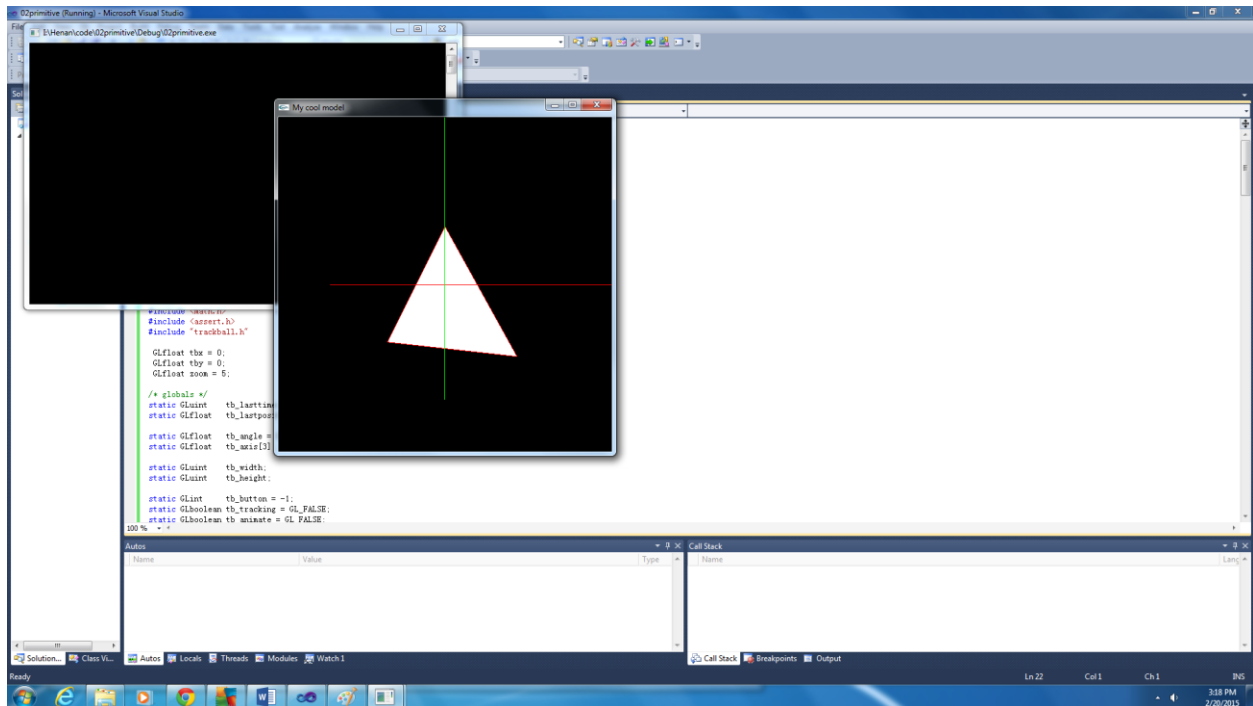 02primitive (Running) - Microsoft Visual Studio
I:\Henan\code\02primitive\Debug\02primitive.exe
My cool model
#include <math.h>
#include <assert.h>
#include "trackball.h"
GLfloat tbx = 0;
GLfloat tby = 0;
GLfloat zoom = 5;
/* globals */
static GLuint tb_lasttime
static GLfloat tb_lastpos
static GLfloat tb_angle =
static GLfloat tb_axis[3]
static GLuint tb_width;
static GLuint tb_height;
static GLint tb_button = -1;
static GLboolean tb_tracking = GL_FALSE;
static GLboolean tb_animate = GL_FALSE;
100 %
Autos
Name Value Type
Call Stack
Name Lang
Solution... Class Vi... Autos Locals Threads Modules Watch 1
Call Stack Breakpoints Output
Ready Ln 22 Col 1 Ch 1 INS
3:18 PM
2/20/2015